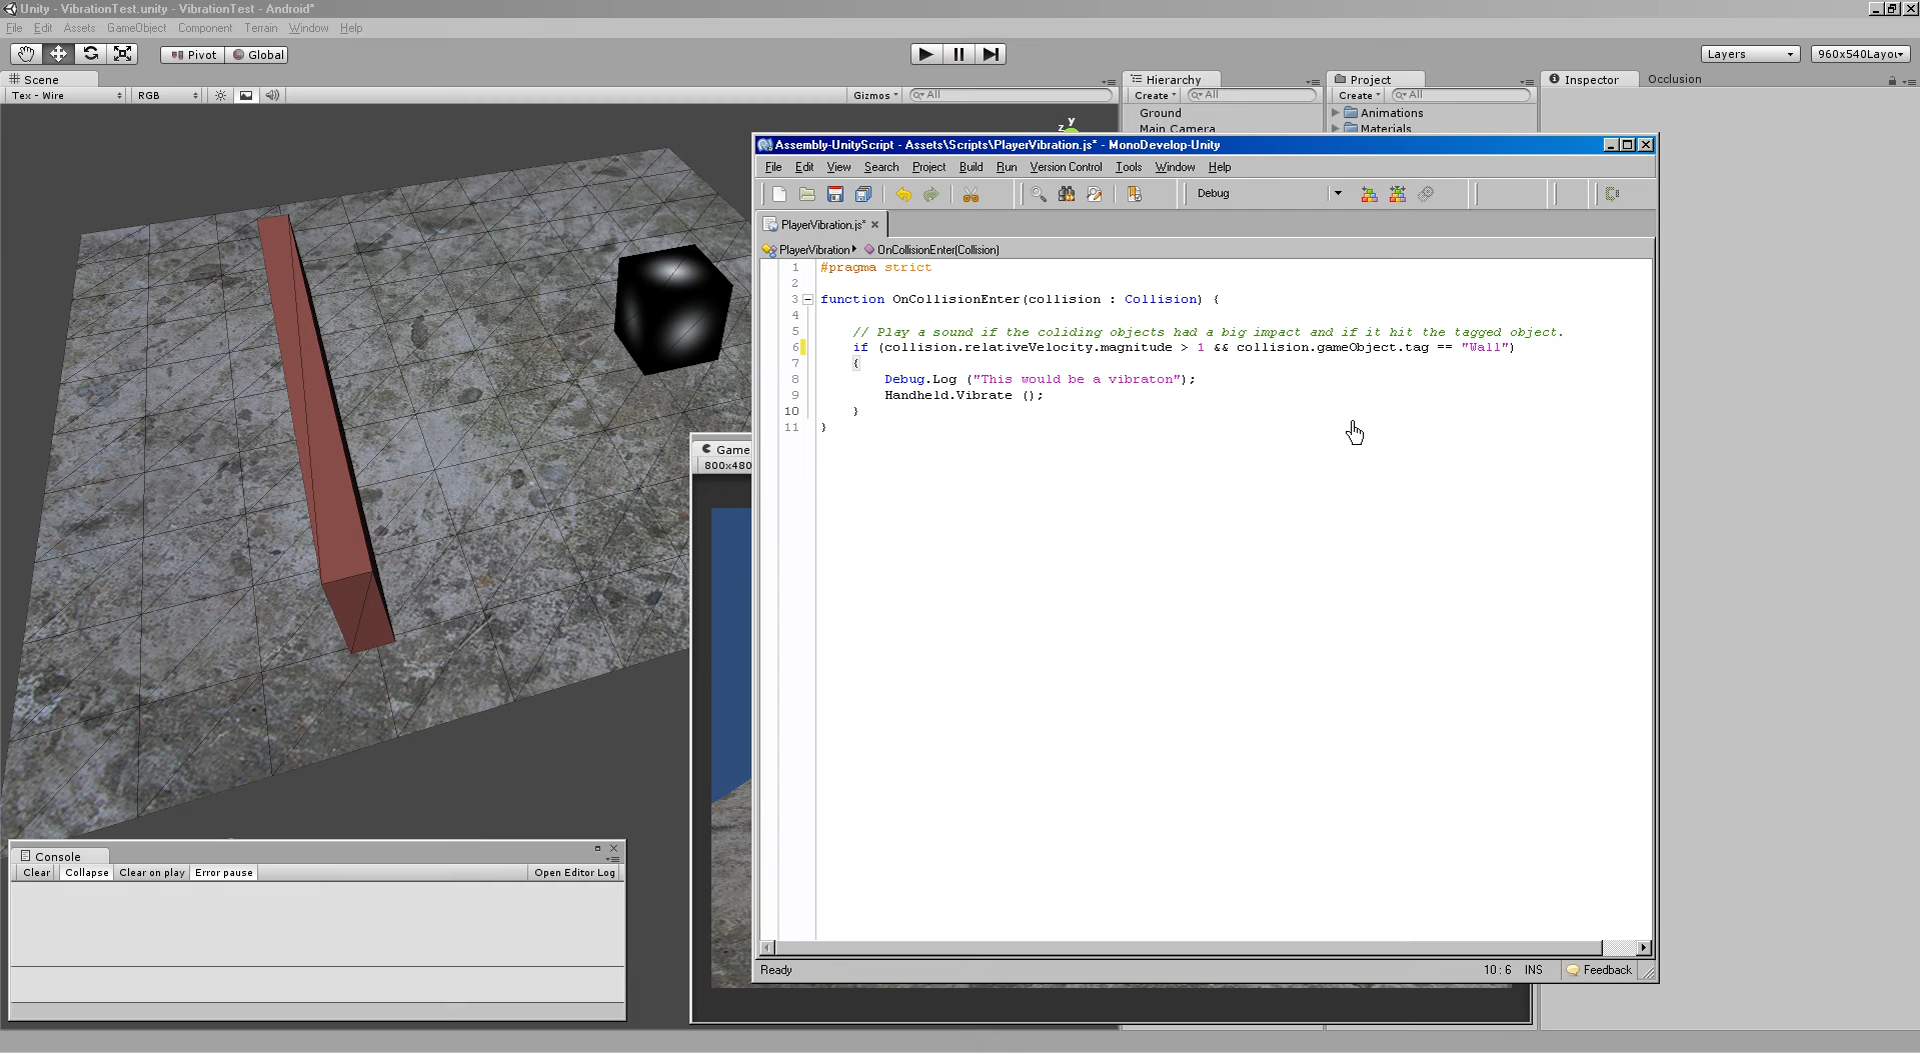 Unity - VibrationTest.unity - VibrationTest - Android*
File Edit Assets GameObject Component Terrain Window Help
Pivot Global
Layers 960x540Layou
Scene
Hierarchy
Project
Inspector Occlusion
Tex - Wire RGB Gizmos All
Create All
Create All
Ground
Main Camera
Animations
Materials
y
z
Assembly-UnityScript - Assets\Scripts\PlayerVibration.js* - MonoDevelop-Unity
File Edit View Search Project Build Run Version Control Tools Window Help
Debug
PlayerVibration.js*
PlayerVibration OnCollisionEnter(Collision)
1 #pragma strict
2
3 function OnCollisionEnter(collision : Collision) {
4
5 // Play a sound if the coliding objects had a big impact and if it hit the tagged object.
6 if (collision.relativeVelocity.magnitude > 1 && collision.gameObject.tag == "Wall")
7 {
8 Debug.Log ("This would be a vibraton");
9 Handheld.Vibrate ();
10 }
11 }
Game
800x480
Console
Clear Collapse Clear on play Error pause Open Editor Log
Ready 10 : 6 INS Feedback